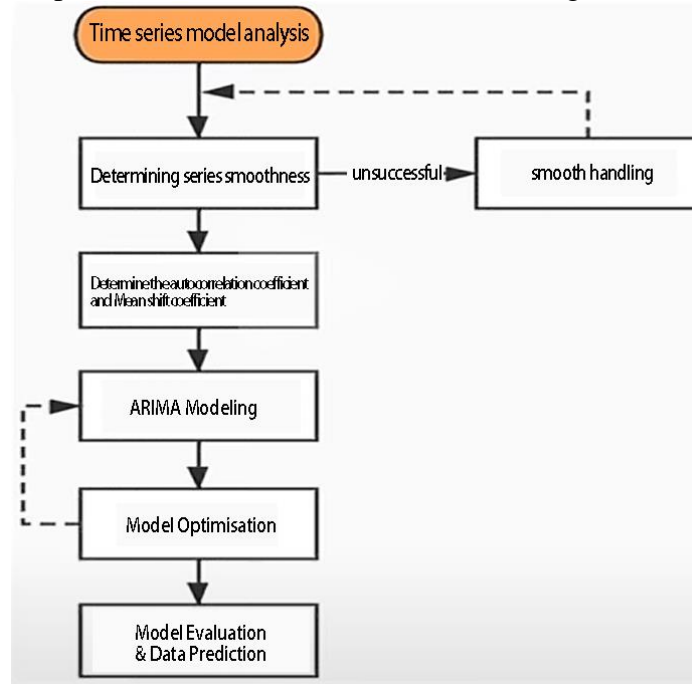 Time series model analysis
Determining series smoothness
unsuccessful
smooth handling
Determine the autocorrelation coefficient
and Mean shift coefficient
ARIMA Modeling
Model Optimisation
Model Evaluation
& Data Prediction